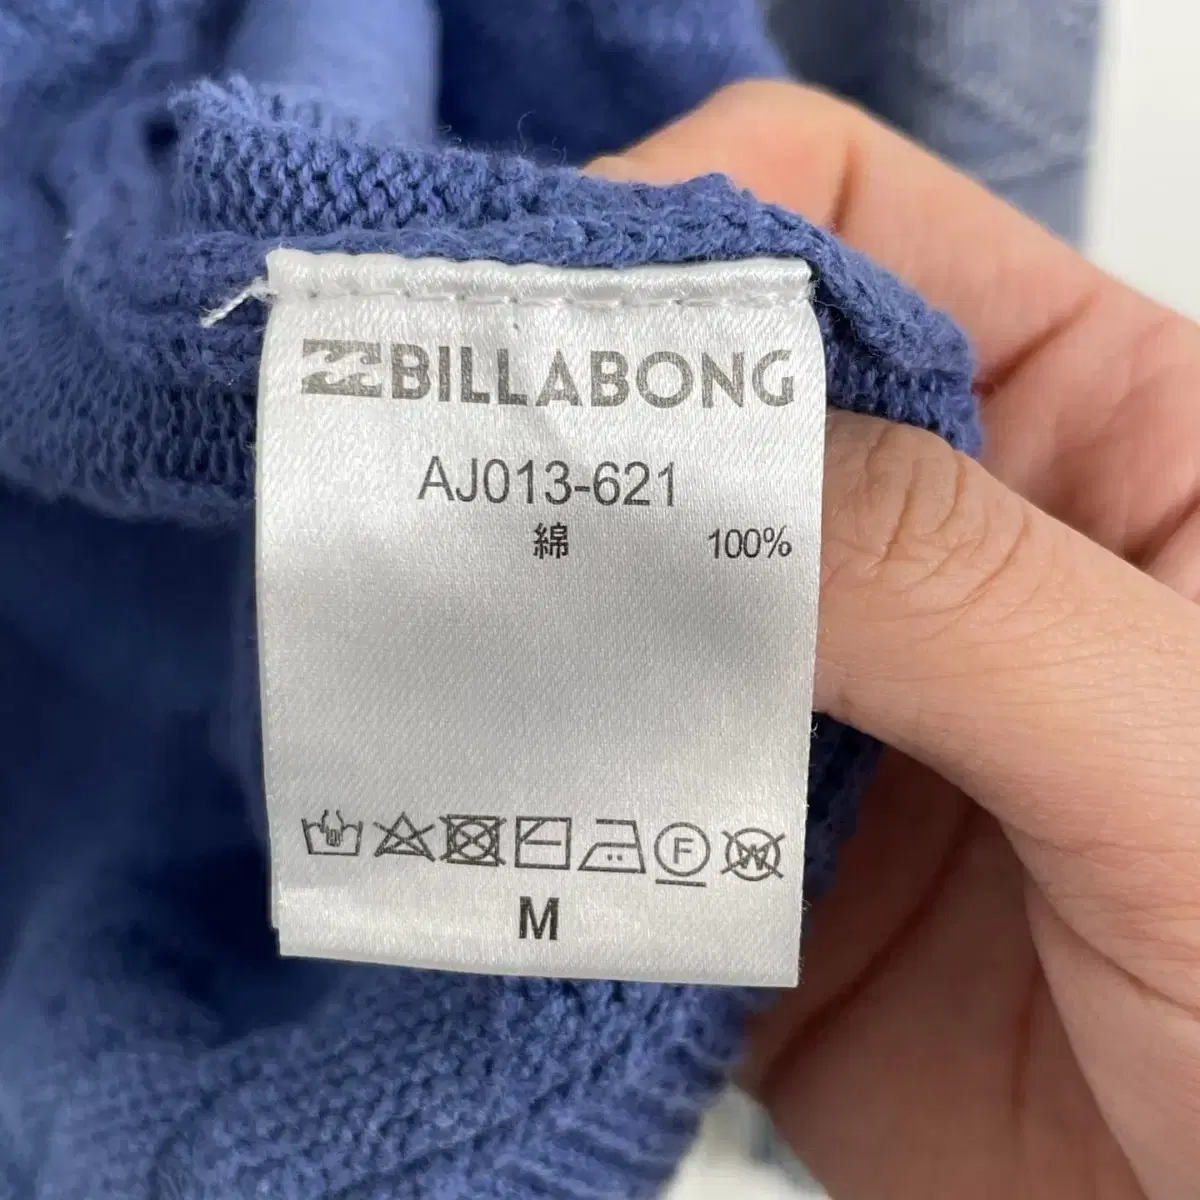 BILLABONG
AJ013-621
綿 100%
F W
M